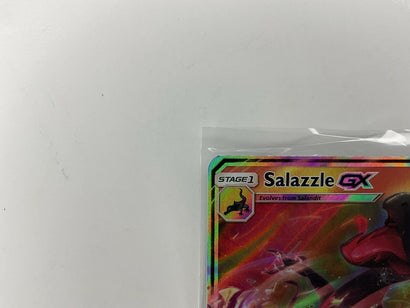 STAGE 1 Salazzle GX
Evolves from Salandit